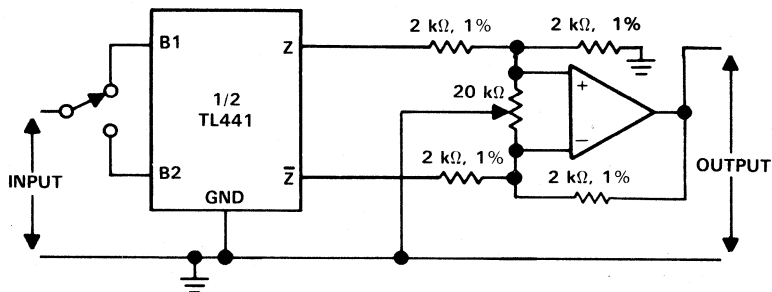 2 kΩ, 1%
2 kΩ, 1%
B1
Z
1/2
TL441
20 kΩ
+
−
INPUT
B2
Z̅
GND
2 kΩ, 1%
2 kΩ, 1%
OUTPUT